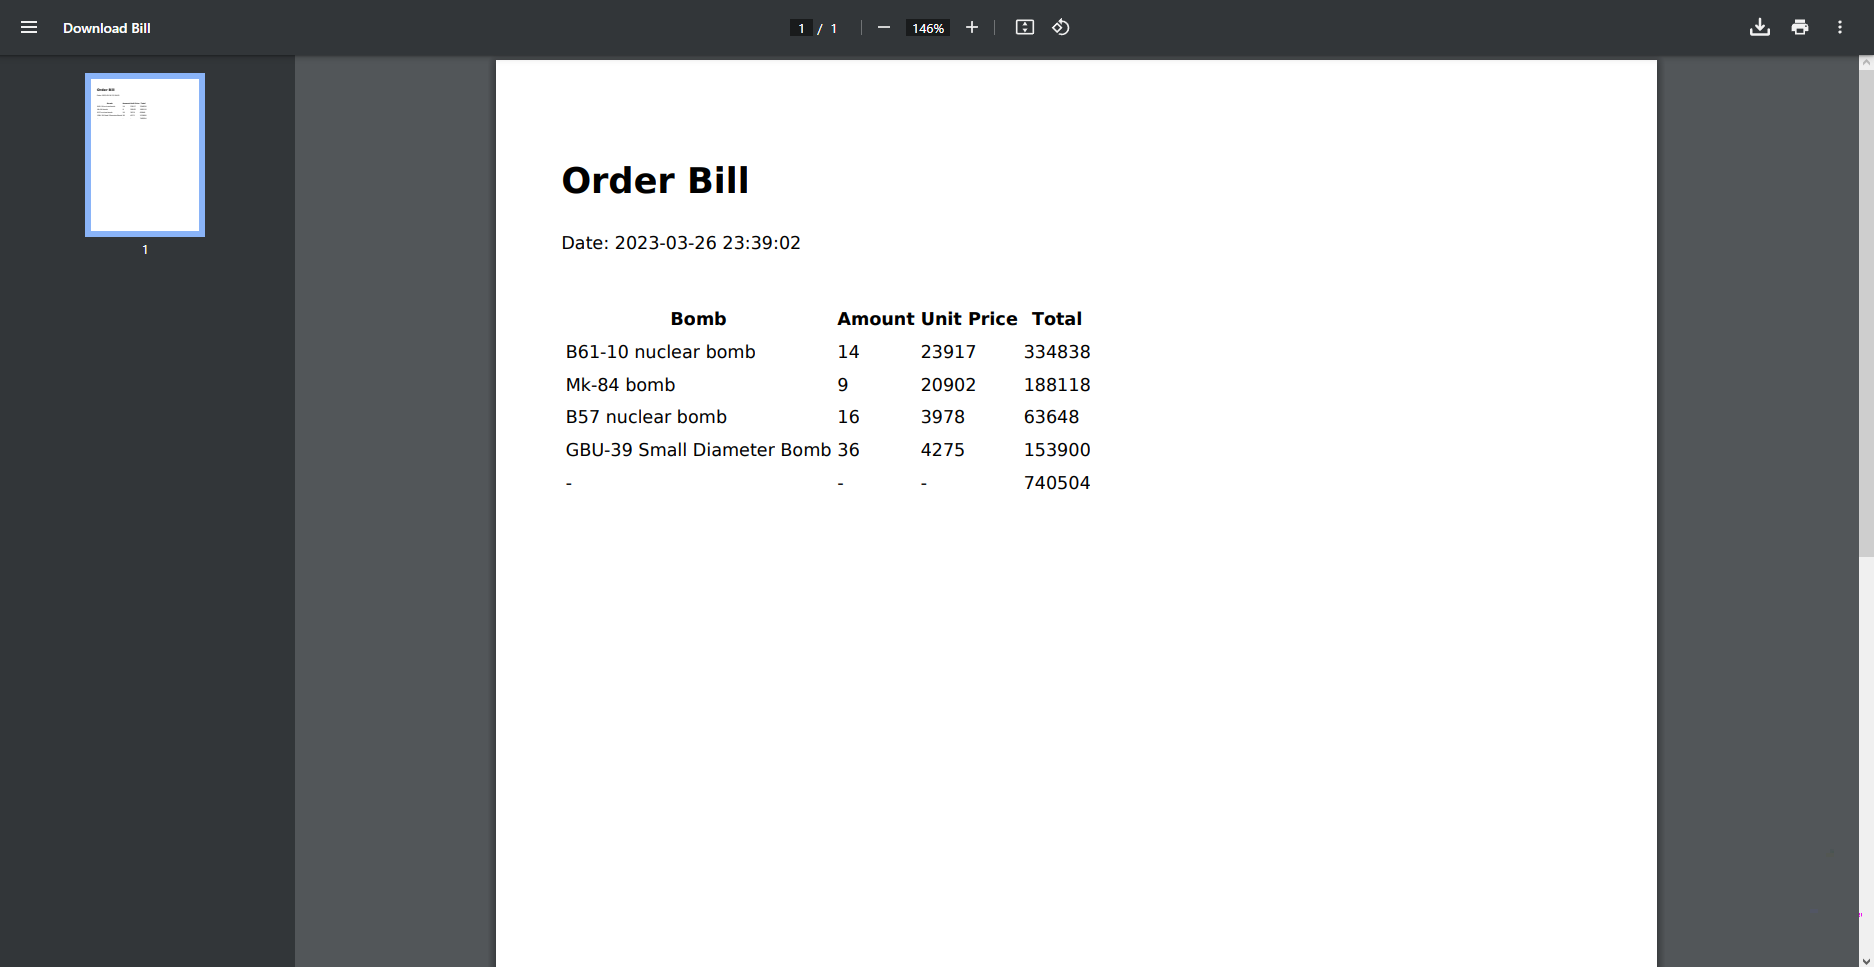 Download Bill
1 / 1
146%
1
Order Bill
Date: 2023-03-26 23:39:02
Bomb Amount Unit Price Total
B61-10 nuclear bomb 14 23917 334838
Mk-84 bomb 9 20902 188118
B57 nuclear bomb 16 3978 63648
GBU-39 Small Diameter Bomb 36 4275 153900
- - - 740504